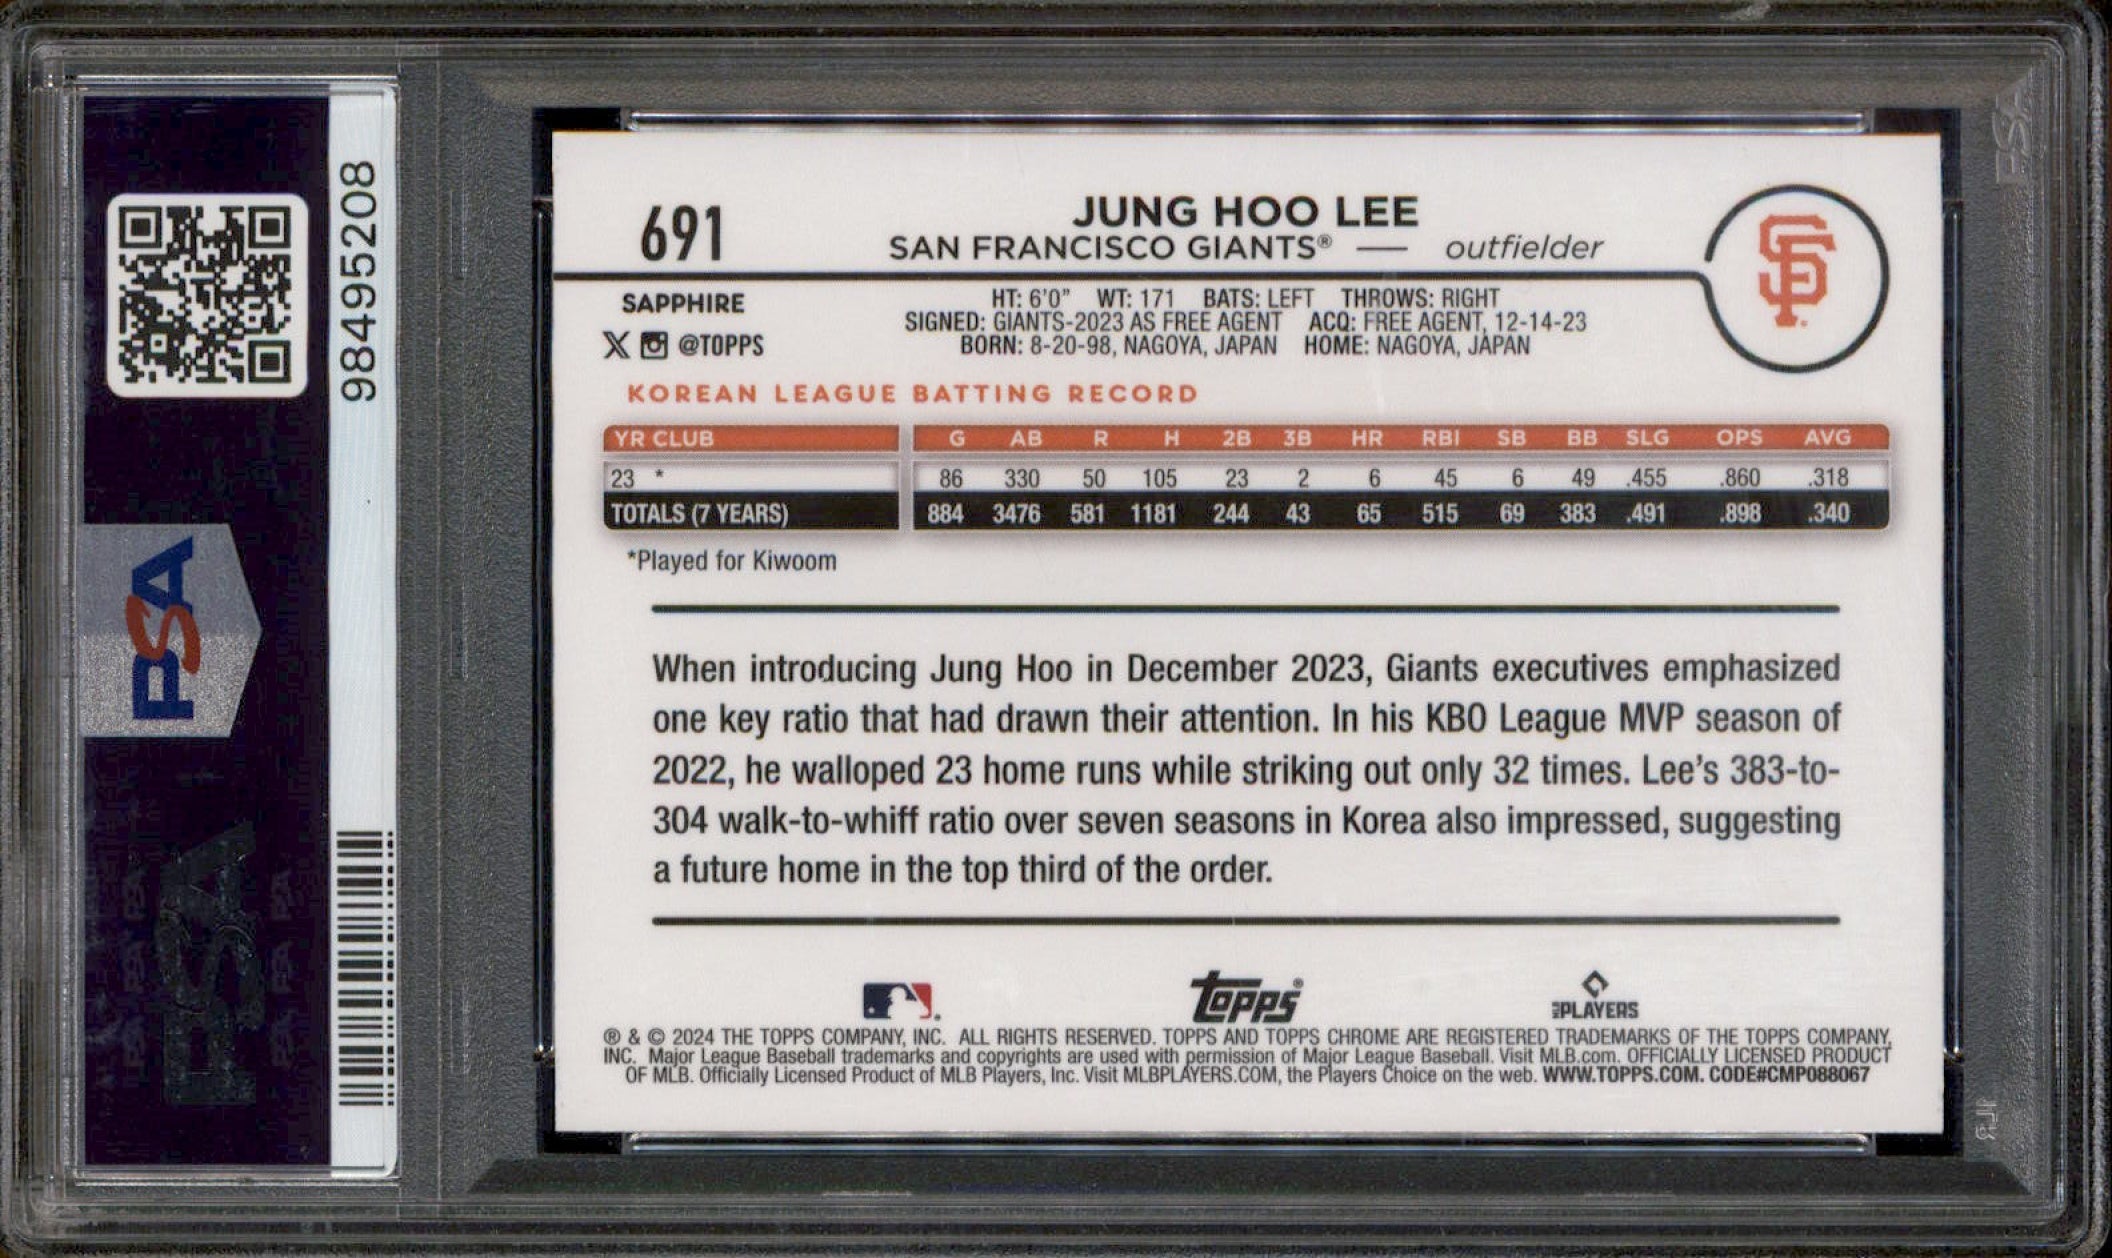 98495208
PSA
691
JUNG HOO LEE
SAN FRANCISCO GIANTS® — outfielder
SF
SAPPHIRE
X @TOPPS
HT: 6'0" WT: 171 BATS: LEFT THROWS: RIGHT
SIGNED: GIANTS-2023 AS FREE AGENT ACQ: FREE AGENT, 12-14-23
BORN: 8-20-98, NAGOYA, JAPAN HOME: NAGOYA, JAPAN
KOREAN LEAGUE BATTING RECORD
YR CLUB G AB R H 2B 3B HR RBI SB BB SLG OPS AVG
23 * 86 330 50 105 23 2 6 45 6 49 .455 .860 .318
TOTALS (7 YEARS) 884 3476 581 1181 244 43 65 515 69 383 .491 .898 .340
*Played for Kiwoom
When introducing Jung Hoo in December 2023, Giants executives emphasized
one key ratio that had drawn their attention. In his KBO League MVP season of
2022, he walloped 23 home runs while striking out only 32 times. Lee's 383-to-
304 walk-to-whiff ratio over seven seasons in Korea also impressed, suggesting
a future home in the top third of the order.
topps®
PLAYERS
® & © 2024 THE TOPPS COMPANY, INC. ALL RIGHTS RESERVED. TOPPS AND TOPPS CHROME ARE REGISTERED TRADEMARKS OF THE TOPPS COMPANY,
INC. Major League Baseball trademarks and copyrights are used with permission of Major League Baseball. Visit MLB.com. OFFICIALLY LICENSED PRODUCT
OF MLB. Officially Licensed Product of MLB Players, Inc. Visit MLBPLAYERS.COM, the Players Choice on the web. WWW.TOPPS.COM. CODE#CMP088067
PSA
PSA